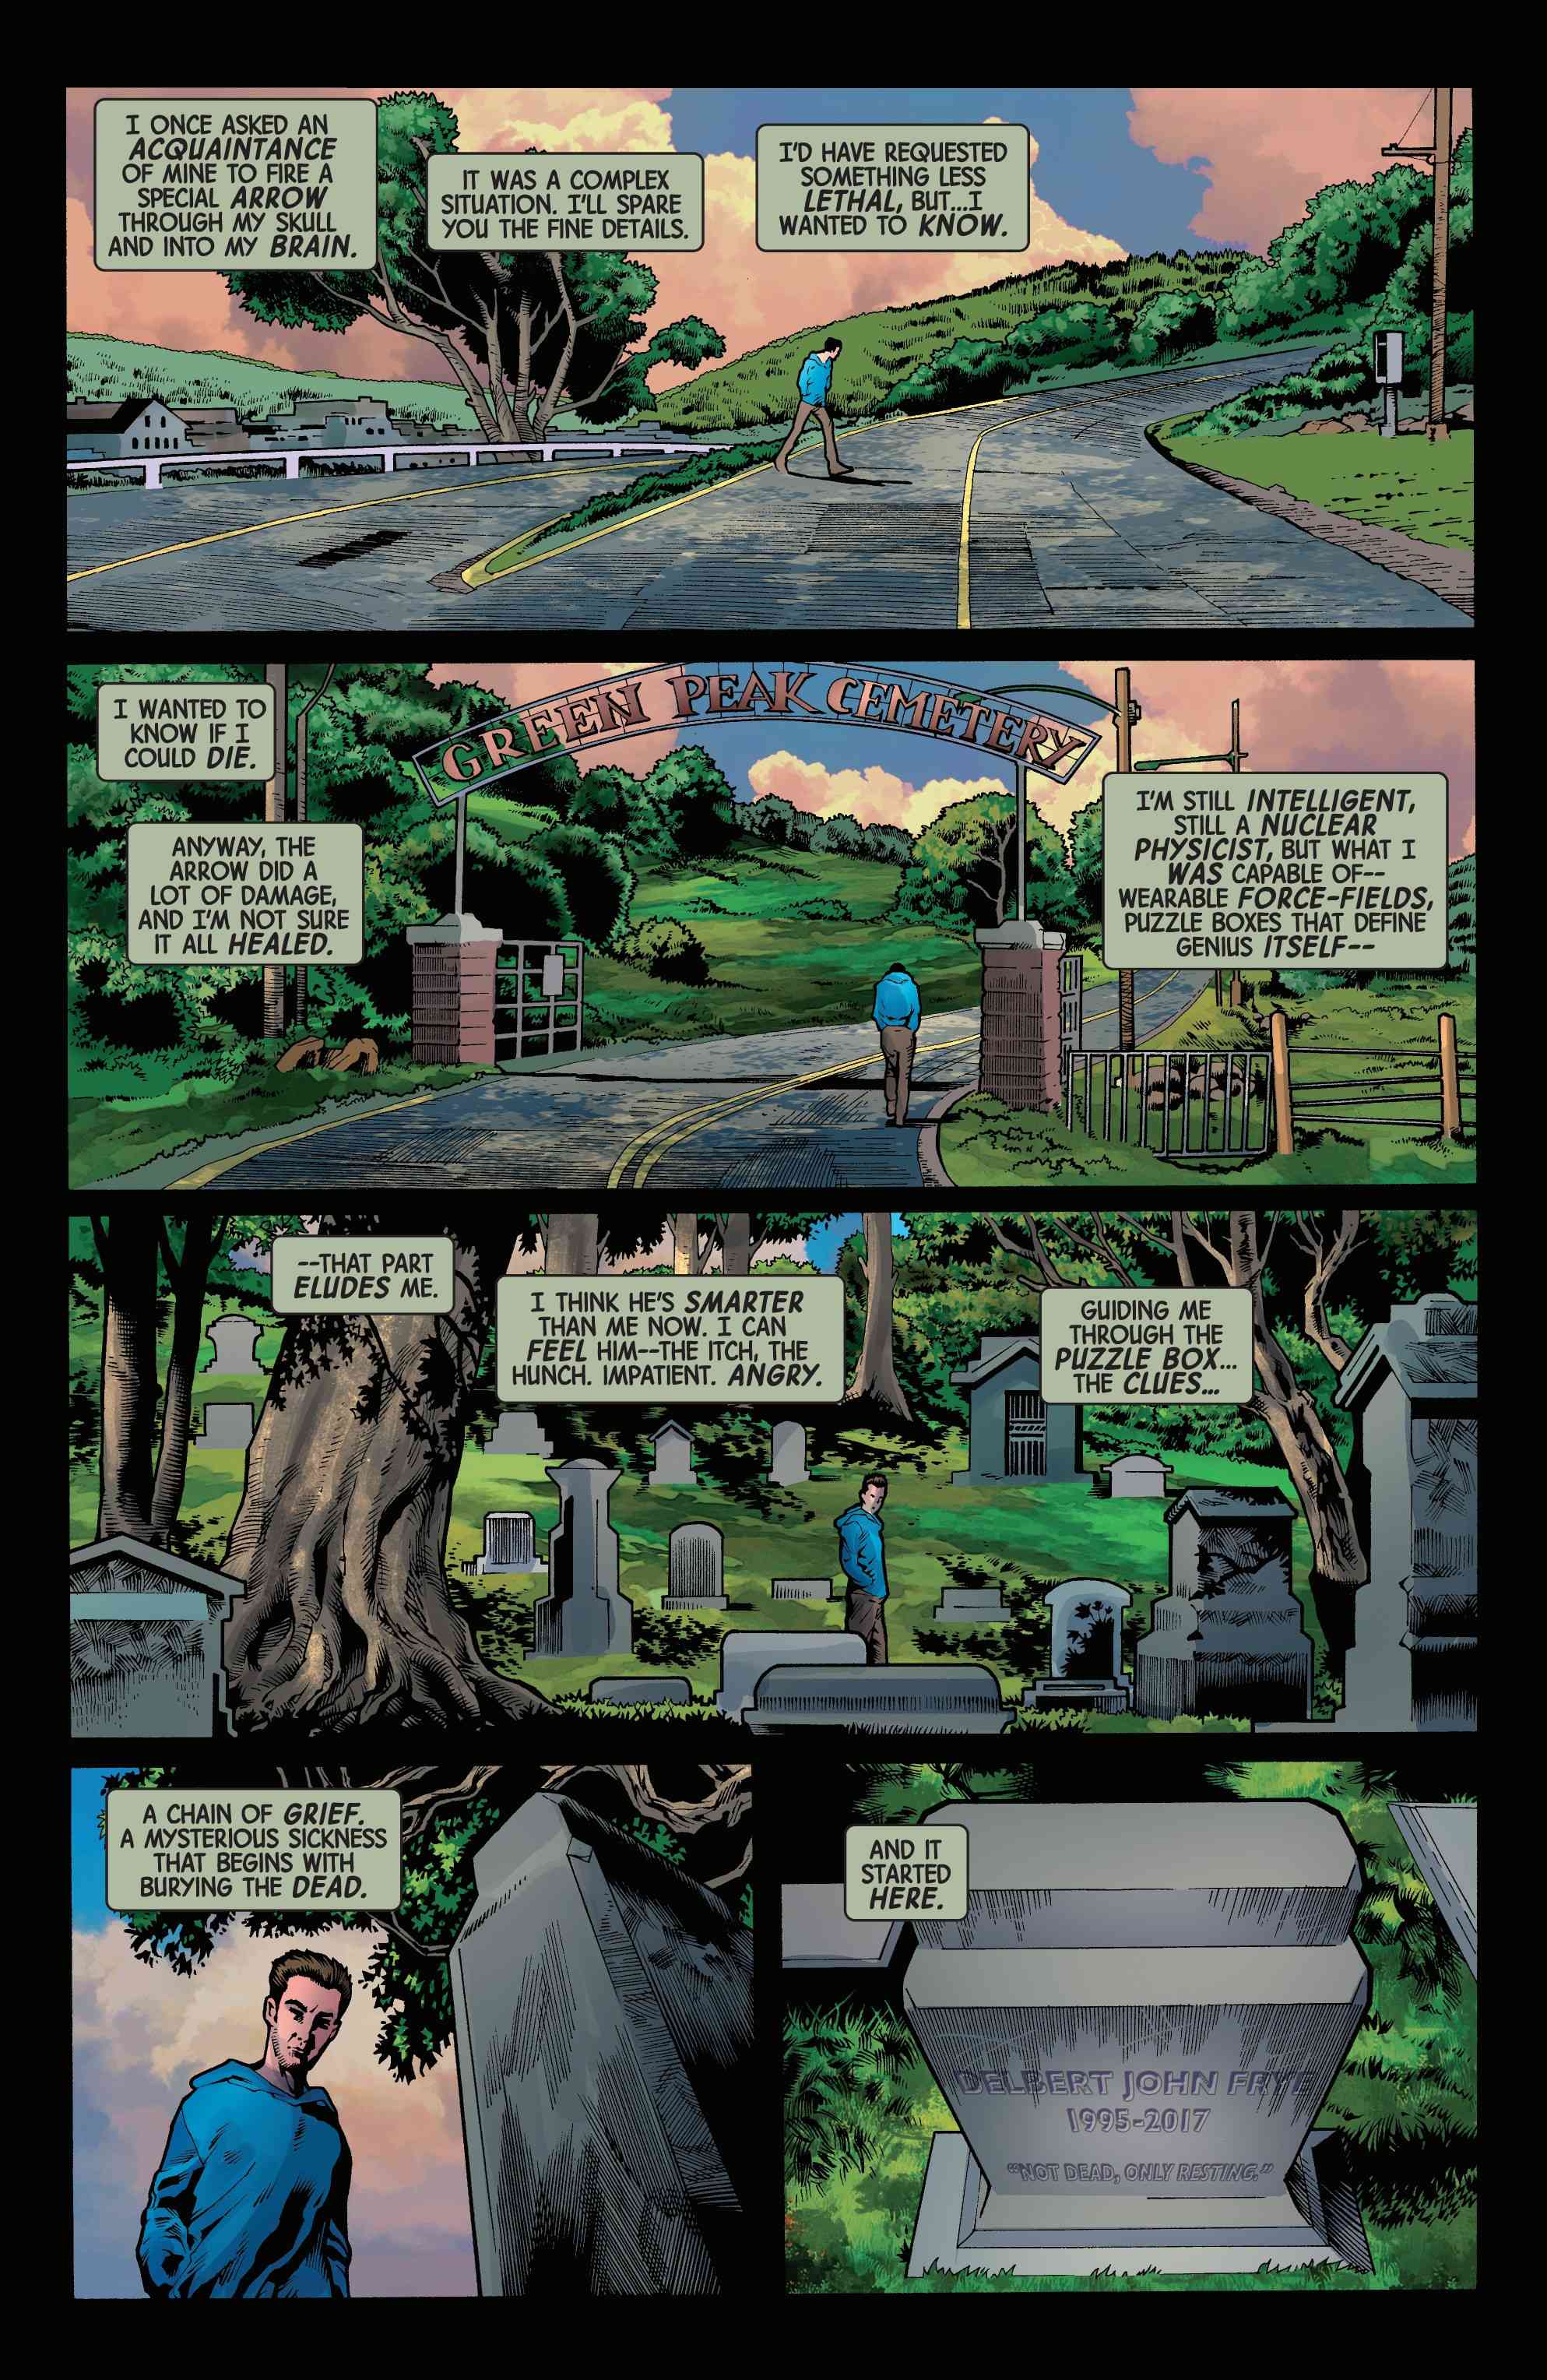 I ONCE ASKED AN
ACQUAINTANCE
OF MINE TO FIRE A
SPECIAL ARROW
THROUGH MY SKULL
AND INTO MY BRAIN.
IT WAS A COMPLEX
SITUATION. I'LL SPARE
YOU THE FINE DETAILS.
I'D HAVE REQUESTED
SOMETHING LESS
LETHAL, BUT...I
WANTED TO KNOW.
I WANTED TO
KNOW IF I
COULD DIE.
ANYWAY, THE
ARROW DID A
LOT OF DAMAGE,
AND I'M NOT SURE
IT ALL HEALED.
GREEN PEAK CEMETERY
I'M STILL INTELLIGENT,
STILL A NUCLEAR
PHYSICIST, BUT WHAT I
WAS CAPABLE OF--
WEARABLE FORCE-FIELDS,
PUZZLE BOXES THAT DEFINE
GENIUS ITSELF--
--THAT PART
ELUDES ME.
I THINK HE'S SMARTER
THAN ME NOW. I CAN
FEEL HIM--THE ITCH, THE
HUNCH. IMPATIENT. ANGRY.
GUIDING ME
THROUGH THE
PUZZLE BOX...
THE CLUES...
A CHAIN OF GRIEF.
A MYSTERIOUS SICKNESS
THAT BEGINS WITH
BURYING THE DEAD.
AND IT
STARTED
HERE.
DELBERT JOHN FRYE
1995-2017
"NOT DEAD, ONLY RESTING."